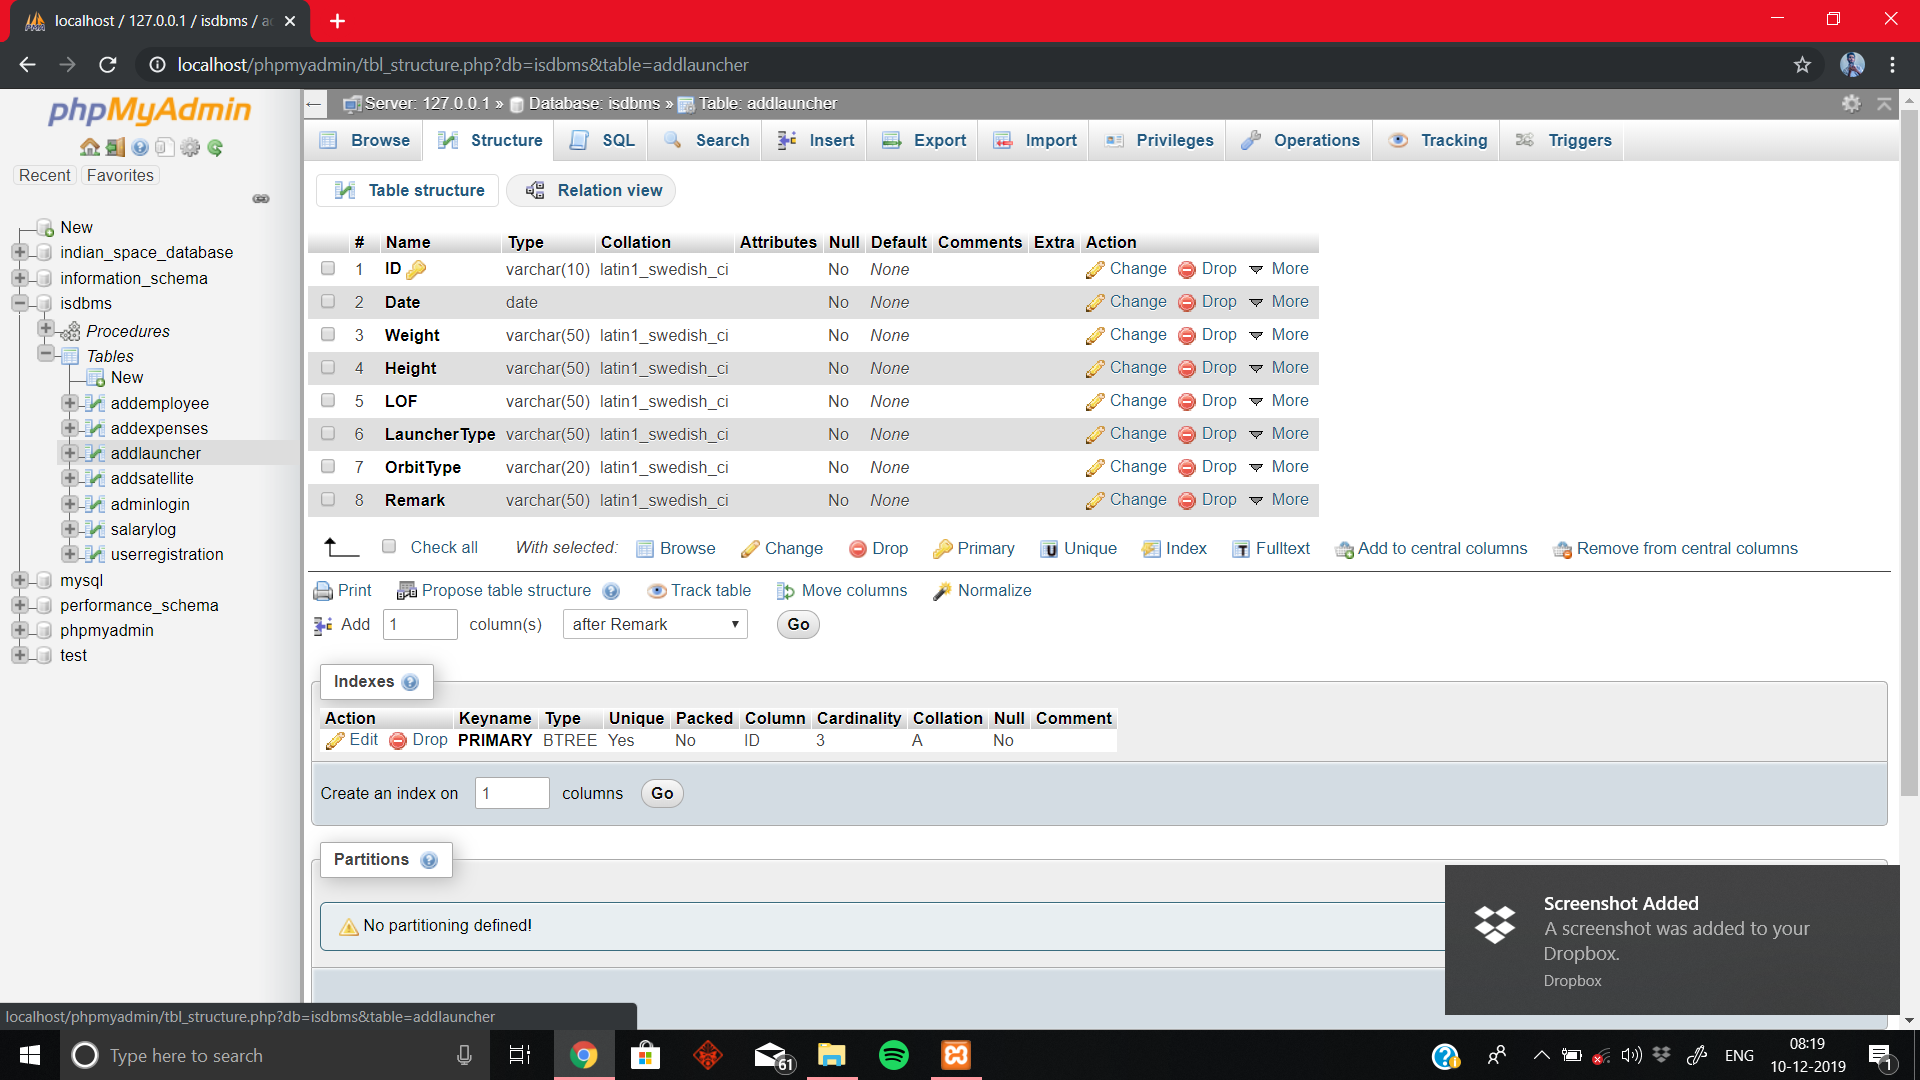 localhost / 127.0.0.1 / isdbms / a
localhost/phpmyadmin/tbl_structure.php?db=isdbms&table=addlauncher
phpMyAdmin
Recent Favorites
New
indian_space_database
information_schema
isdbms
Procedures
Tables
New
addemployee
addexpenses
addlauncher
addsatellite
adminlogin
salarylog
userregistration
mysql
performance_schema
phpmyadmin
test
Server: 127.0.0.1 » Database: isdbms » Table: addlauncher
Browse Structure SQL Search Insert Export Import Privileges Operations Tracking Triggers
Table structure Relation view
# Name Type Collation Attributes Null Default Comments Extra Action
1 ID varchar(10) latin1_swedish_ci No None Change Drop More
2 Date date No None Change Drop More
3 Weight varchar(50) latin1_swedish_ci No None Change Drop More
4 Height varchar(50) latin1_swedish_ci No None Change Drop More
5 LOF varchar(50) latin1_swedish_ci No None Change Drop More
6 LauncherType varchar(50) latin1_swedish_ci No None Change Drop More
7 OrbitType varchar(20) latin1_swedish_ci No None Change Drop More
8 Remark varchar(50) latin1_swedish_ci No None Change Drop More
Check all With selected: Browse Change Drop Primary Unique Index Fulltext Add to central columns Remove from central columns
Print Propose table structure Track table Move columns Normalize
Add 1 column(s) after Remark Go
Indexes
Action Keyname Type Unique Packed Column Cardinality Collation Null Comment
Edit Drop PRIMARY BTREE Yes No ID 3 A No
Create an index on 1 columns Go
Partitions
No partitioning defined!
Screenshot Added
A screenshot was added to your
Dropbox.
Dropbox
localhost/phpmyadmin/tbl_structure.php?db=isdbms&table=addlauncher
Type here to search
61
ENG
08:19
10-12-2019
1